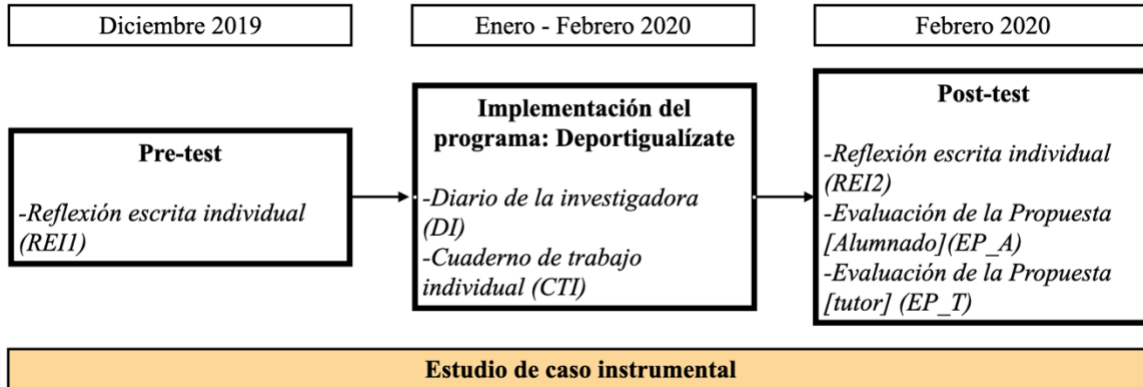 Diciembre 2019
Enero - Febrero 2020
Febrero 2020
Pre-test
-Reflexión escrita individual
(REI1)
Implementación del
programa: Deportigualízate
-Diario de la investigadora
(DI)
-Cuaderno de trabajo
individual (CTI)
Post-test
-Reflexión escrita individual
(REI2)
-Evaluación de la Propuesta
[Alumnado](EP_A)
-Evaluación de la Propuesta
[tutor] (EP_T)
Estudio de caso instrumental